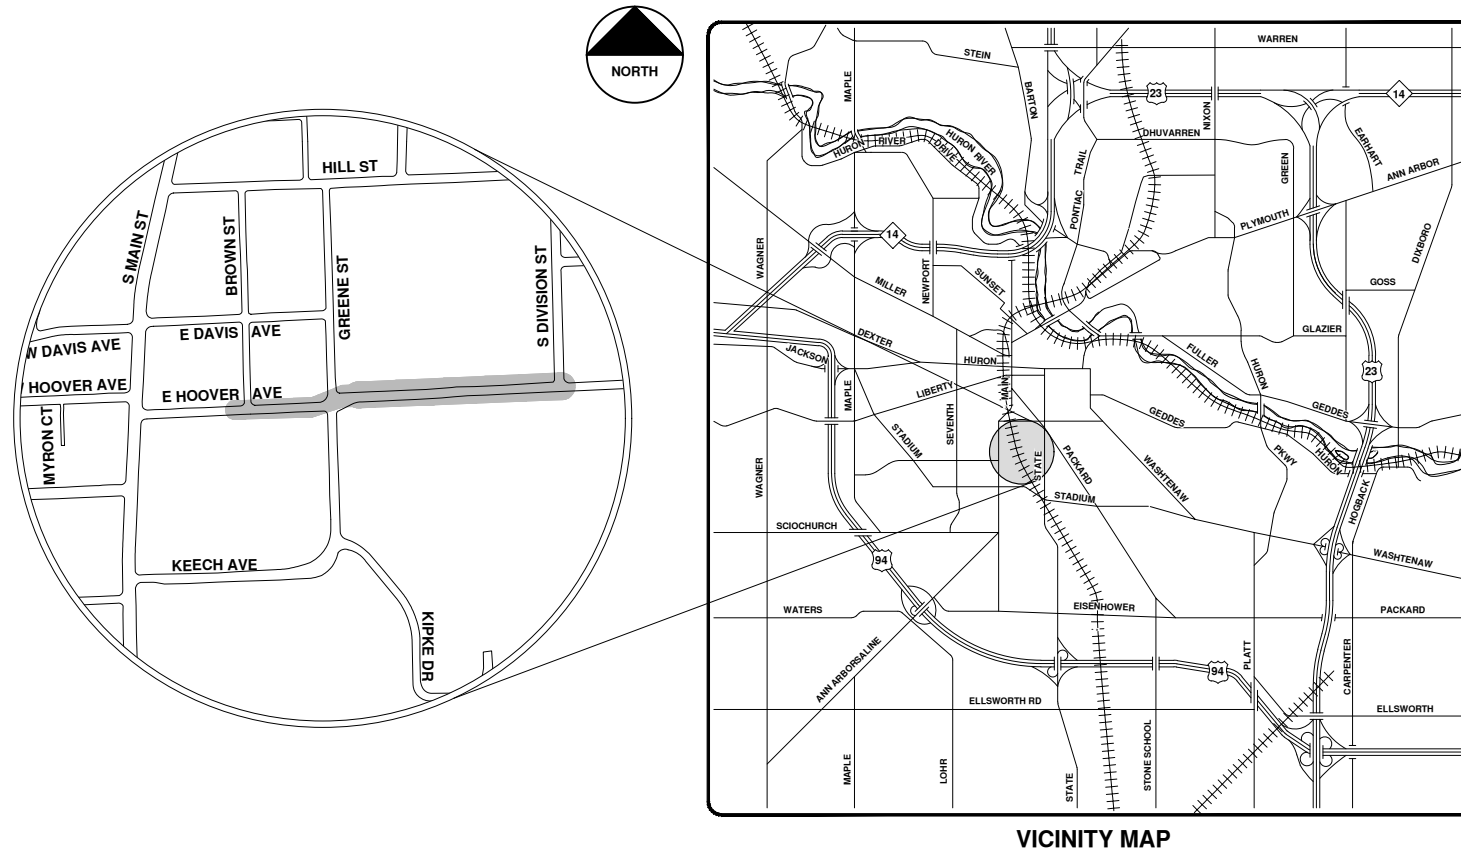 NORTH
HILL ST
S MAIN ST
BROWN ST
GREENE ST
S DIVISION ST
E DAVIS AVE
W DAVIS AVE
HOOVER AVE
E HOOVER AVE
MYRON CT
KEECH AVE
KIPKE DR
WARREN
STEIN
MAPLE
BARTON
23
14
NIXON
DHUVARREN
EARHART
HURON RIVER DRIVE
HURON RIVER
PONTIAC TRAIL
GREEN
ANN ARBOR
PLYMOUTH
DIXBORO
WAGNER
14
NEWPORT
SUNSET
MILLER
GOSS
GLAZIER
DEXTER
JACKSON
HURON
FULLER
HURON
23
MAIN
LIBERTY
MAPLE
SEVENTH
STADIUM
GEDDES
GEDDES
PACKARD
STATE
WASHTENAW
PKWY
HURON
WAGNER
STADIUM
HOGBACK
SCIOCHURCH
WASHTENAW
94
WATERS
EISENHOWER
PACKARD
ANN ARBORSALINE
PLATT
CARPENTER
94
ELLSWORTH RD
ELLSWORTH
MAPLE
LOHR
STATE
STONE SCHOOL
VICINITY MAP